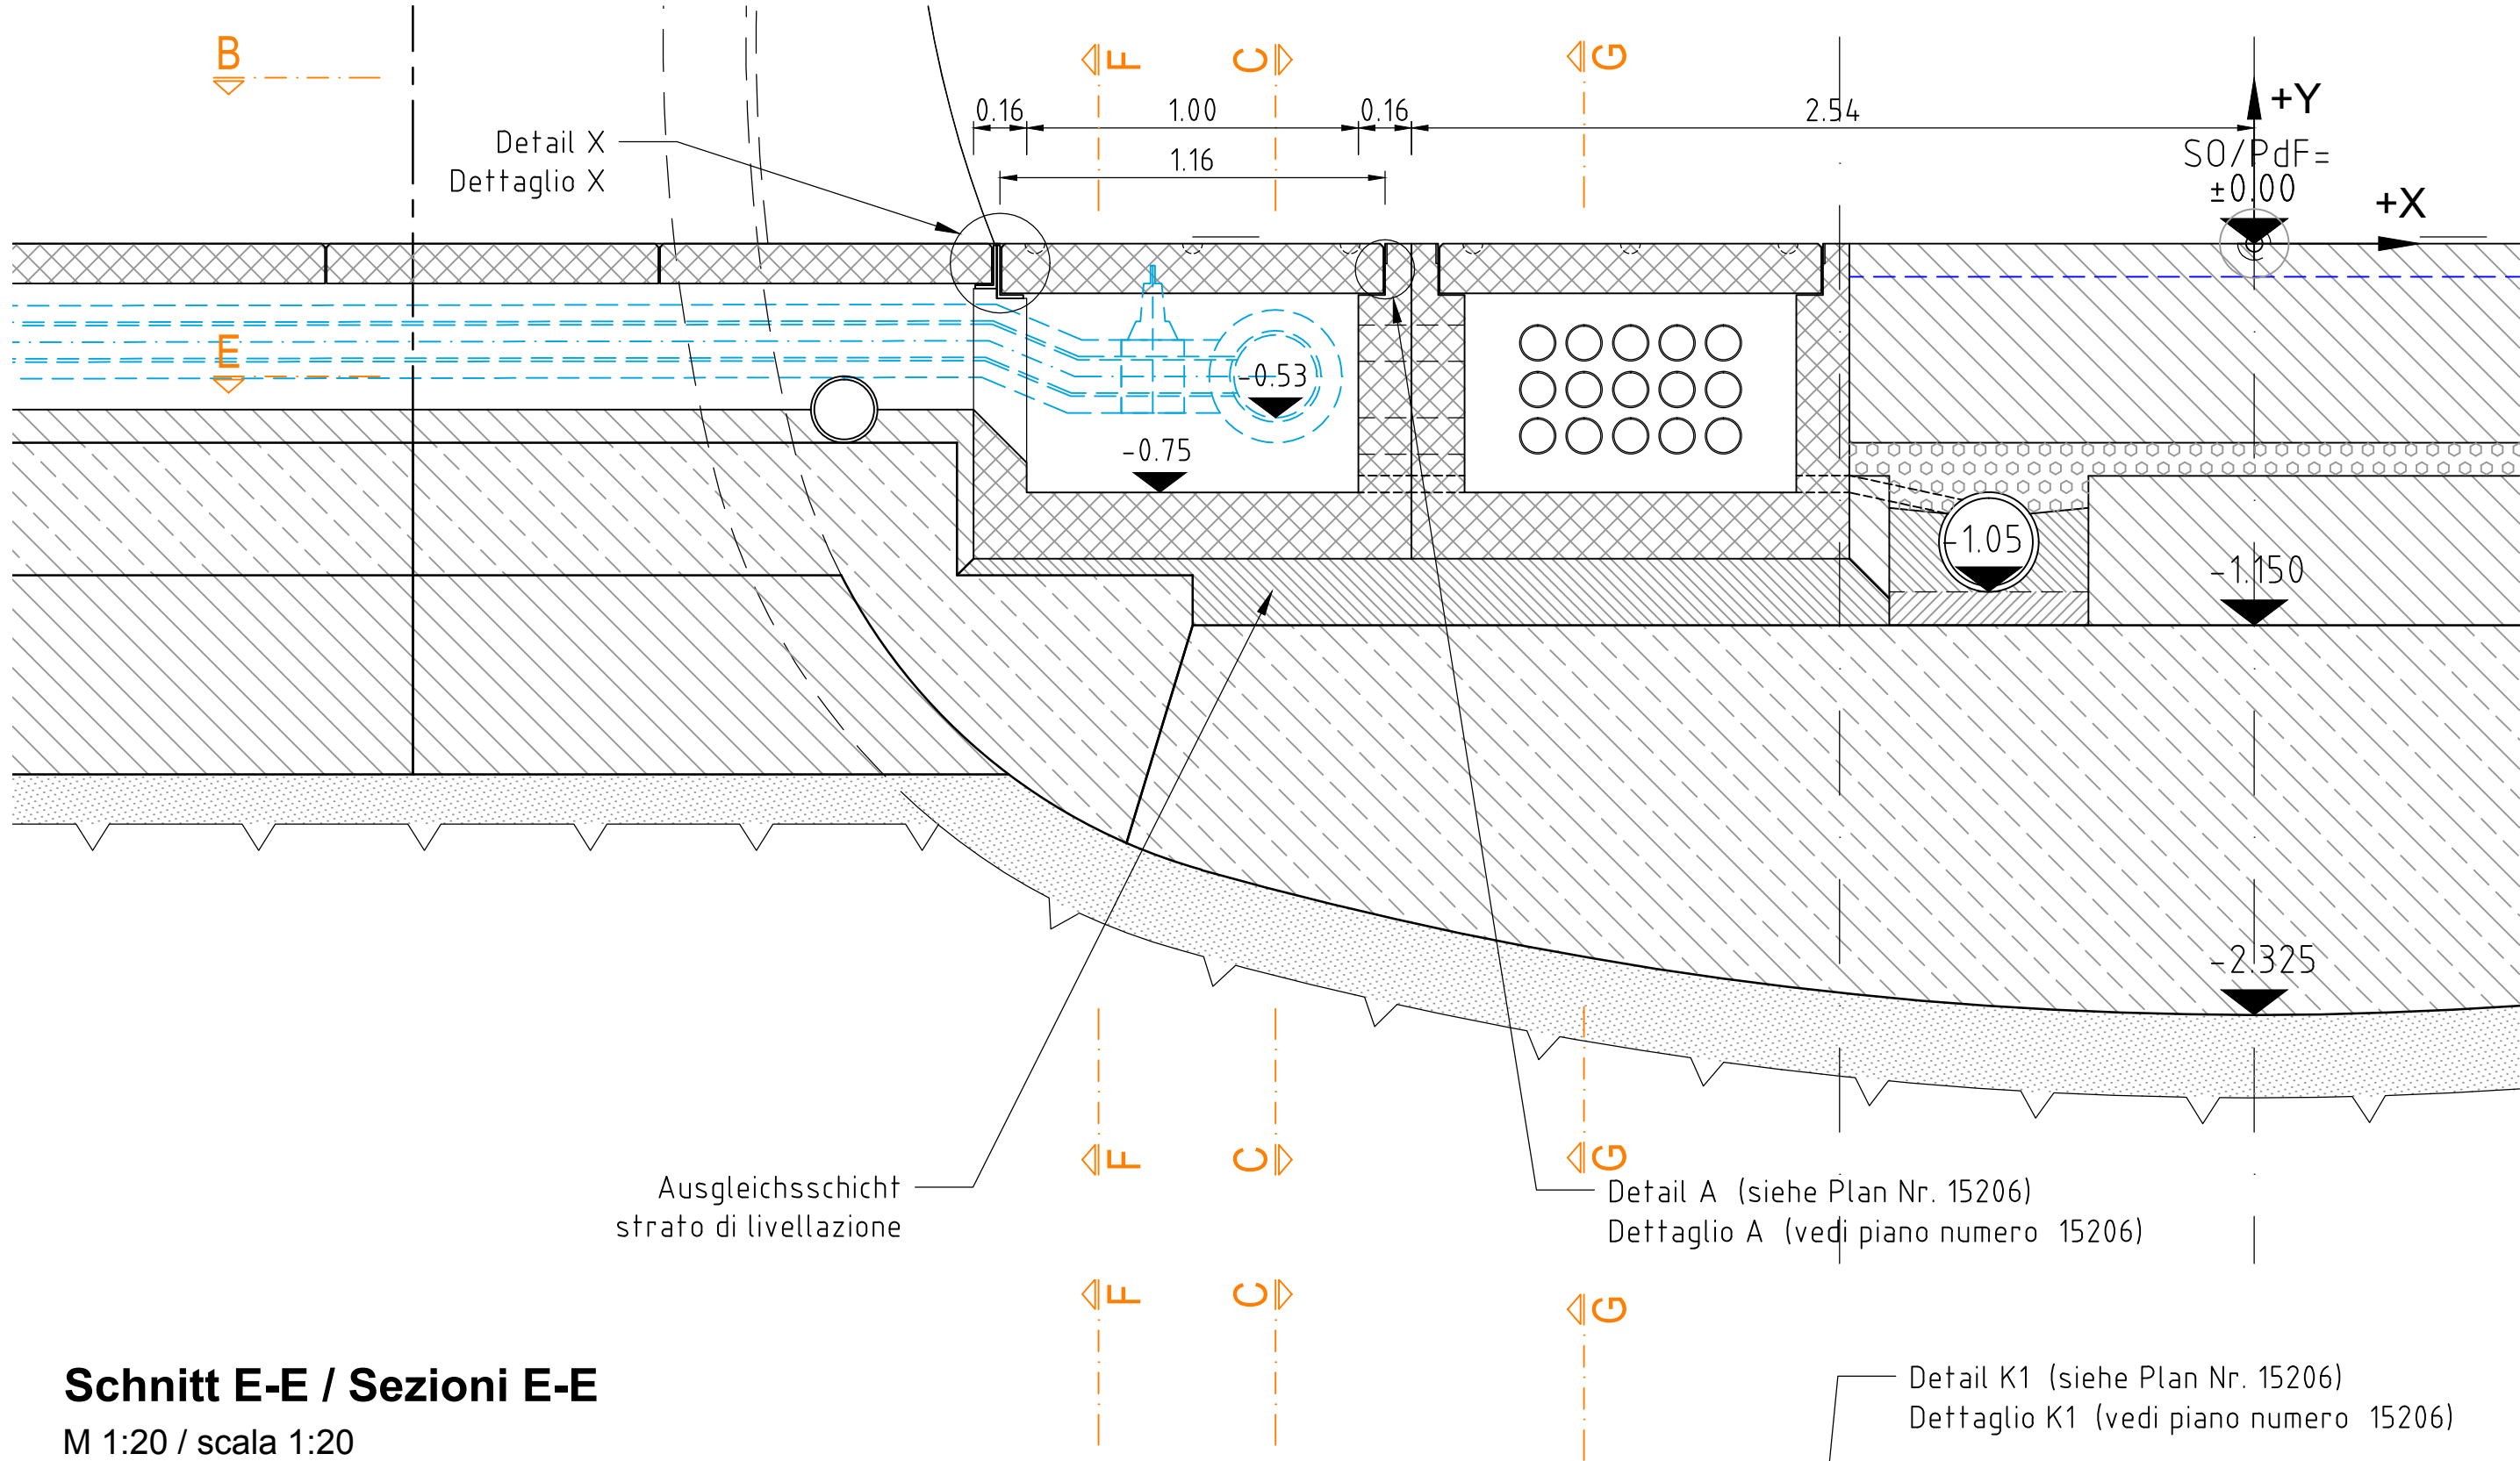 B
F
C
G
+Y
0.16
1.00
0.16
2.54
Detail X
Dettaglio X
1.16
SO/PdF=
±0.00
+X
E
-0.53
-0.75
-1.05
-1.150
-2.325
F
C
G
Ausgleichsschicht
strato di livellazione
Detail A (siehe Plan Nr. 15206)
Dettaglio A (vedi piano numero 15206)
F
C
G
Schnitt E-E / Sezioni E-E
M 1:20 / scala 1:20
Detail K1 (siehe Plan Nr. 15206)
Dettaglio K1 (vedi piano numero 15206)